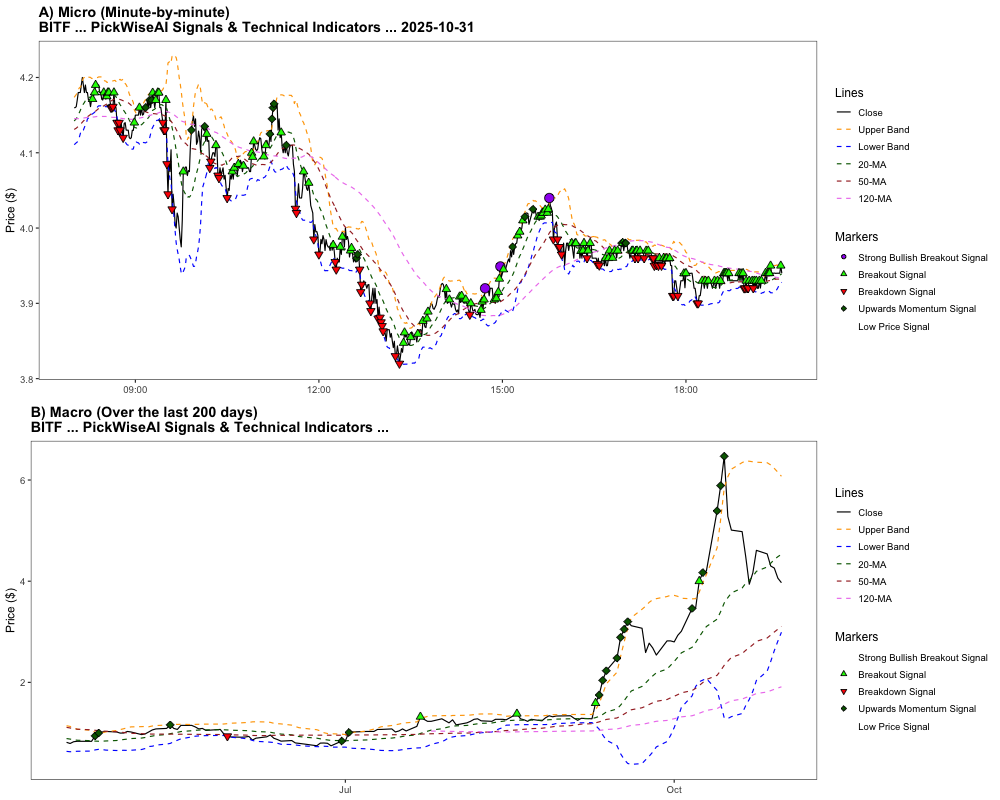 A) Micro (Minute-by-minute)
BITF ... PickWiseAI Signals & Technical Indicators ... 2025-10-31
Price ($)
4.2
4.1
4.0
3.9
3.8
09:00
12:00
15:00
18:00
Lines
Close
Upper Band
Lower Band
20-MA
50-MA
120-MA
Markers
Strong Bullish Breakout Signal
Breakout Signal
Breakdown Signal
Upwards Momentum Signal
Low Price Signal
B) Macro (Over the last 200 days)
BITF ... PickWiseAI Signals & Technical Indicators ...
Price ($)
6
4
2
Jul
Oct
Lines
Close
Upper Band
Lower Band
20-MA
50-MA
120-MA
Markers
Strong Bullish Breakout Signal
Breakout Signal
Breakdown Signal
Upwards Momentum Signal
Low Price Signal